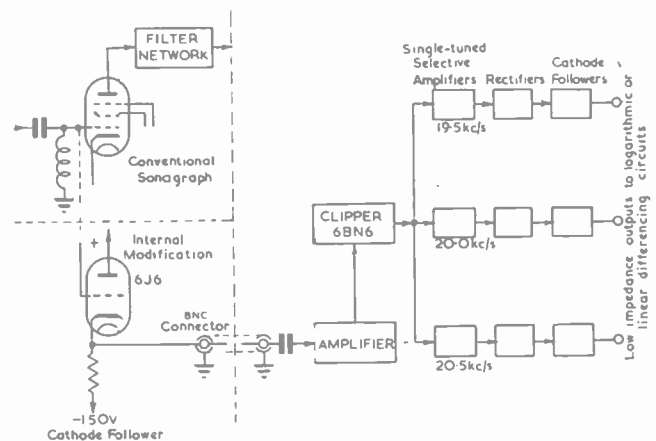 FILTER
NETWORK
Conventional
Sonagraph
+
Internal
Modification
6J6
BNC
Connector
-150V
Cathode Follower
AMPLIFIER
CLIPPER
6BN6
Single-tuned
Selective
Amplifiers
Rectifiers
Cathode
Followers
19.5kc/s
20.0kc/s
20.5kc/s
Low impedance outputs to logarithmic or
linear differencing circuits